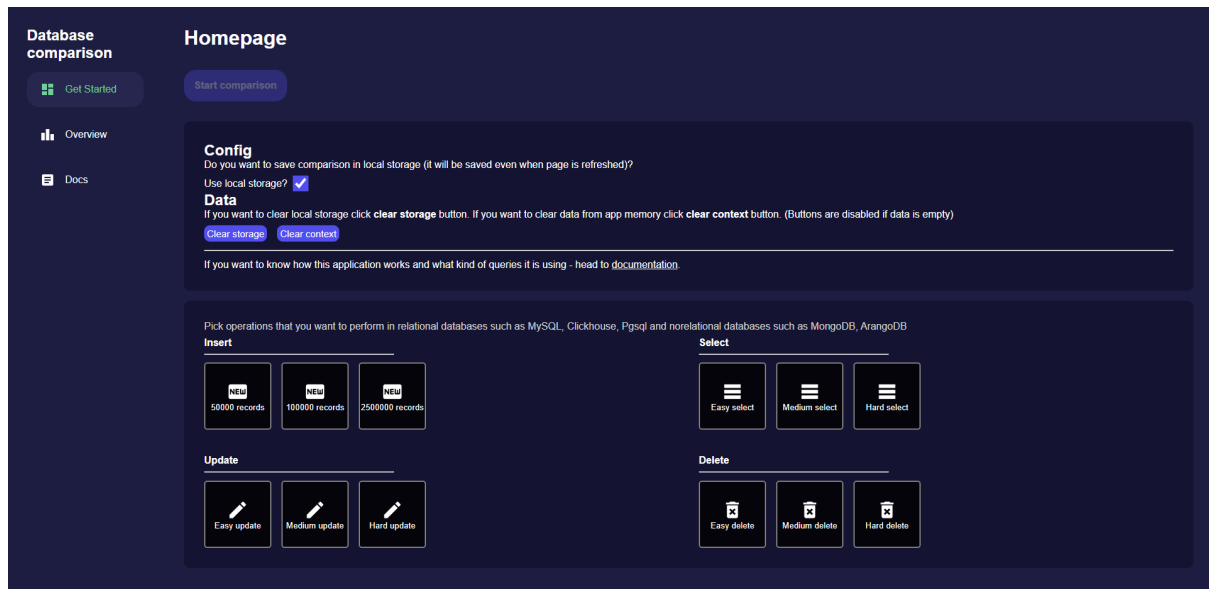 Database
comparison
Get Started
Overview
Docs
Homepage
Start comparison
Config
Do you want to save comparison in local storage (it will be saved even when page is refreshed)?
Use local storage?
Data
If you want to clear local storage click clear storage button. If you want to clear data from app memory click clear context button. (Buttons are disabled if data is empty)
Clear storage Clear context
If you want to know how this application works and what kind of queries it is using - head to documentation.
Pick operations that you want to perform in relational databases such as MySQL, Clickhouse, Pgsql and norelational databases such as MongoDB, ArangoDB
Insert
NEW NEW NEW
50000 records 100000 records 2500000 records
Select
Easy select Medium select Hard select
Update
Easy update Medium update Hard update
Delete
Easy delete Medium delete Hard delete